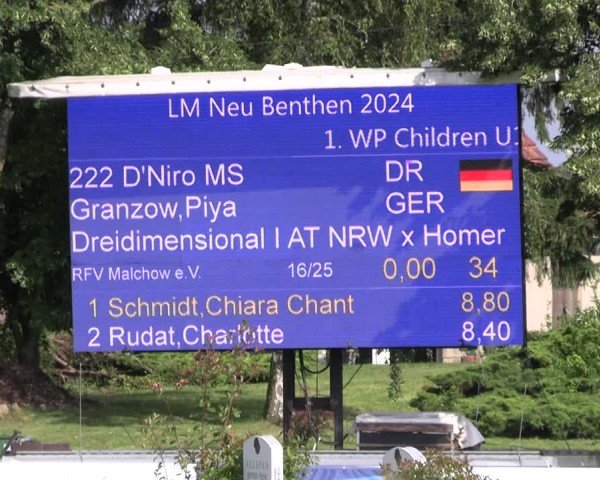 LM Neu Benthen 2024
1. WP Children U1
222 D'Niro MS DR
Granzow,Piya GER
Dreidimensional I AT NRW x Homer
RFV Malchow e.V. 16/25 0,00 34
1 Schmidt,Chiara Chant 8,80
2 Rudat,Charlotte 8,40